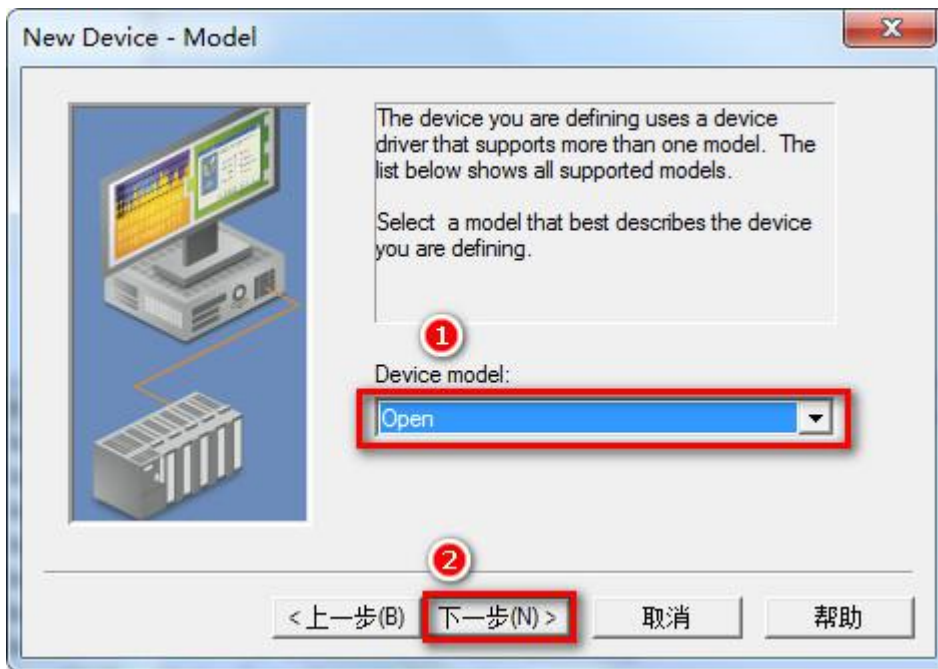 New Device - Model
The device you are defining uses a device
driver that supports more than one model. The
list below shows all supported models.
Select a model that best describes the device
you are defining.
1
Device model:
Open
2
<上一步(B) 下一步(N)> 取消 帮助